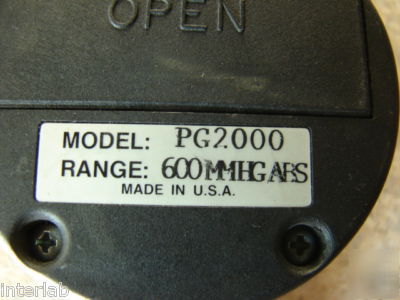 OPEN
MODEL: PG2000
RANGE: 600MMHGABS
MADE IN U.S.A.
© interlab